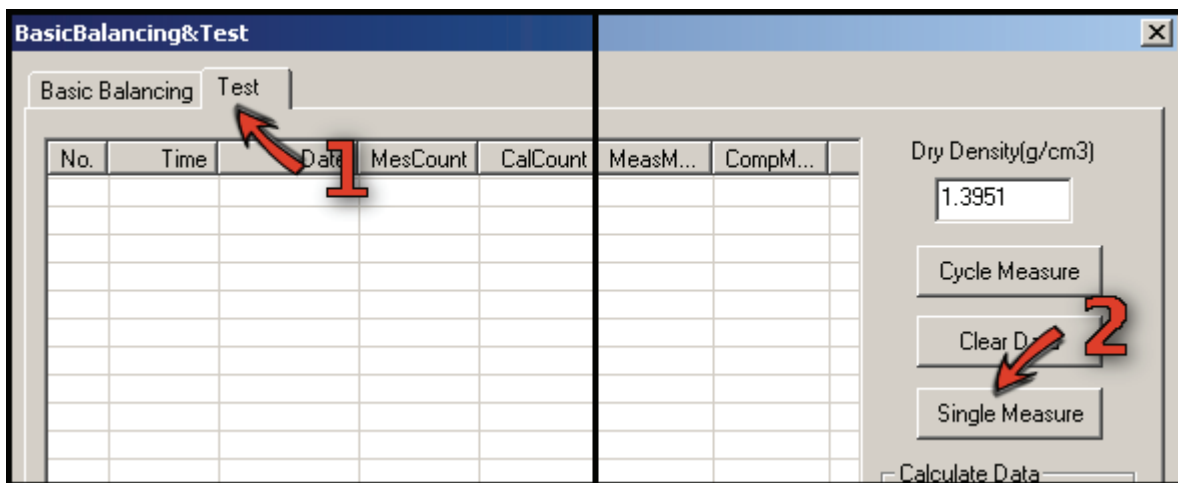 BasicBalancing&Test
Basic Balancing Test
1
No. Time Date MesCount CalCount MeasM... CompM...
Dry Density(g/cm3)
1.3951
Cycle Measure
2
Clear Data
Single Measure
Calculate Data